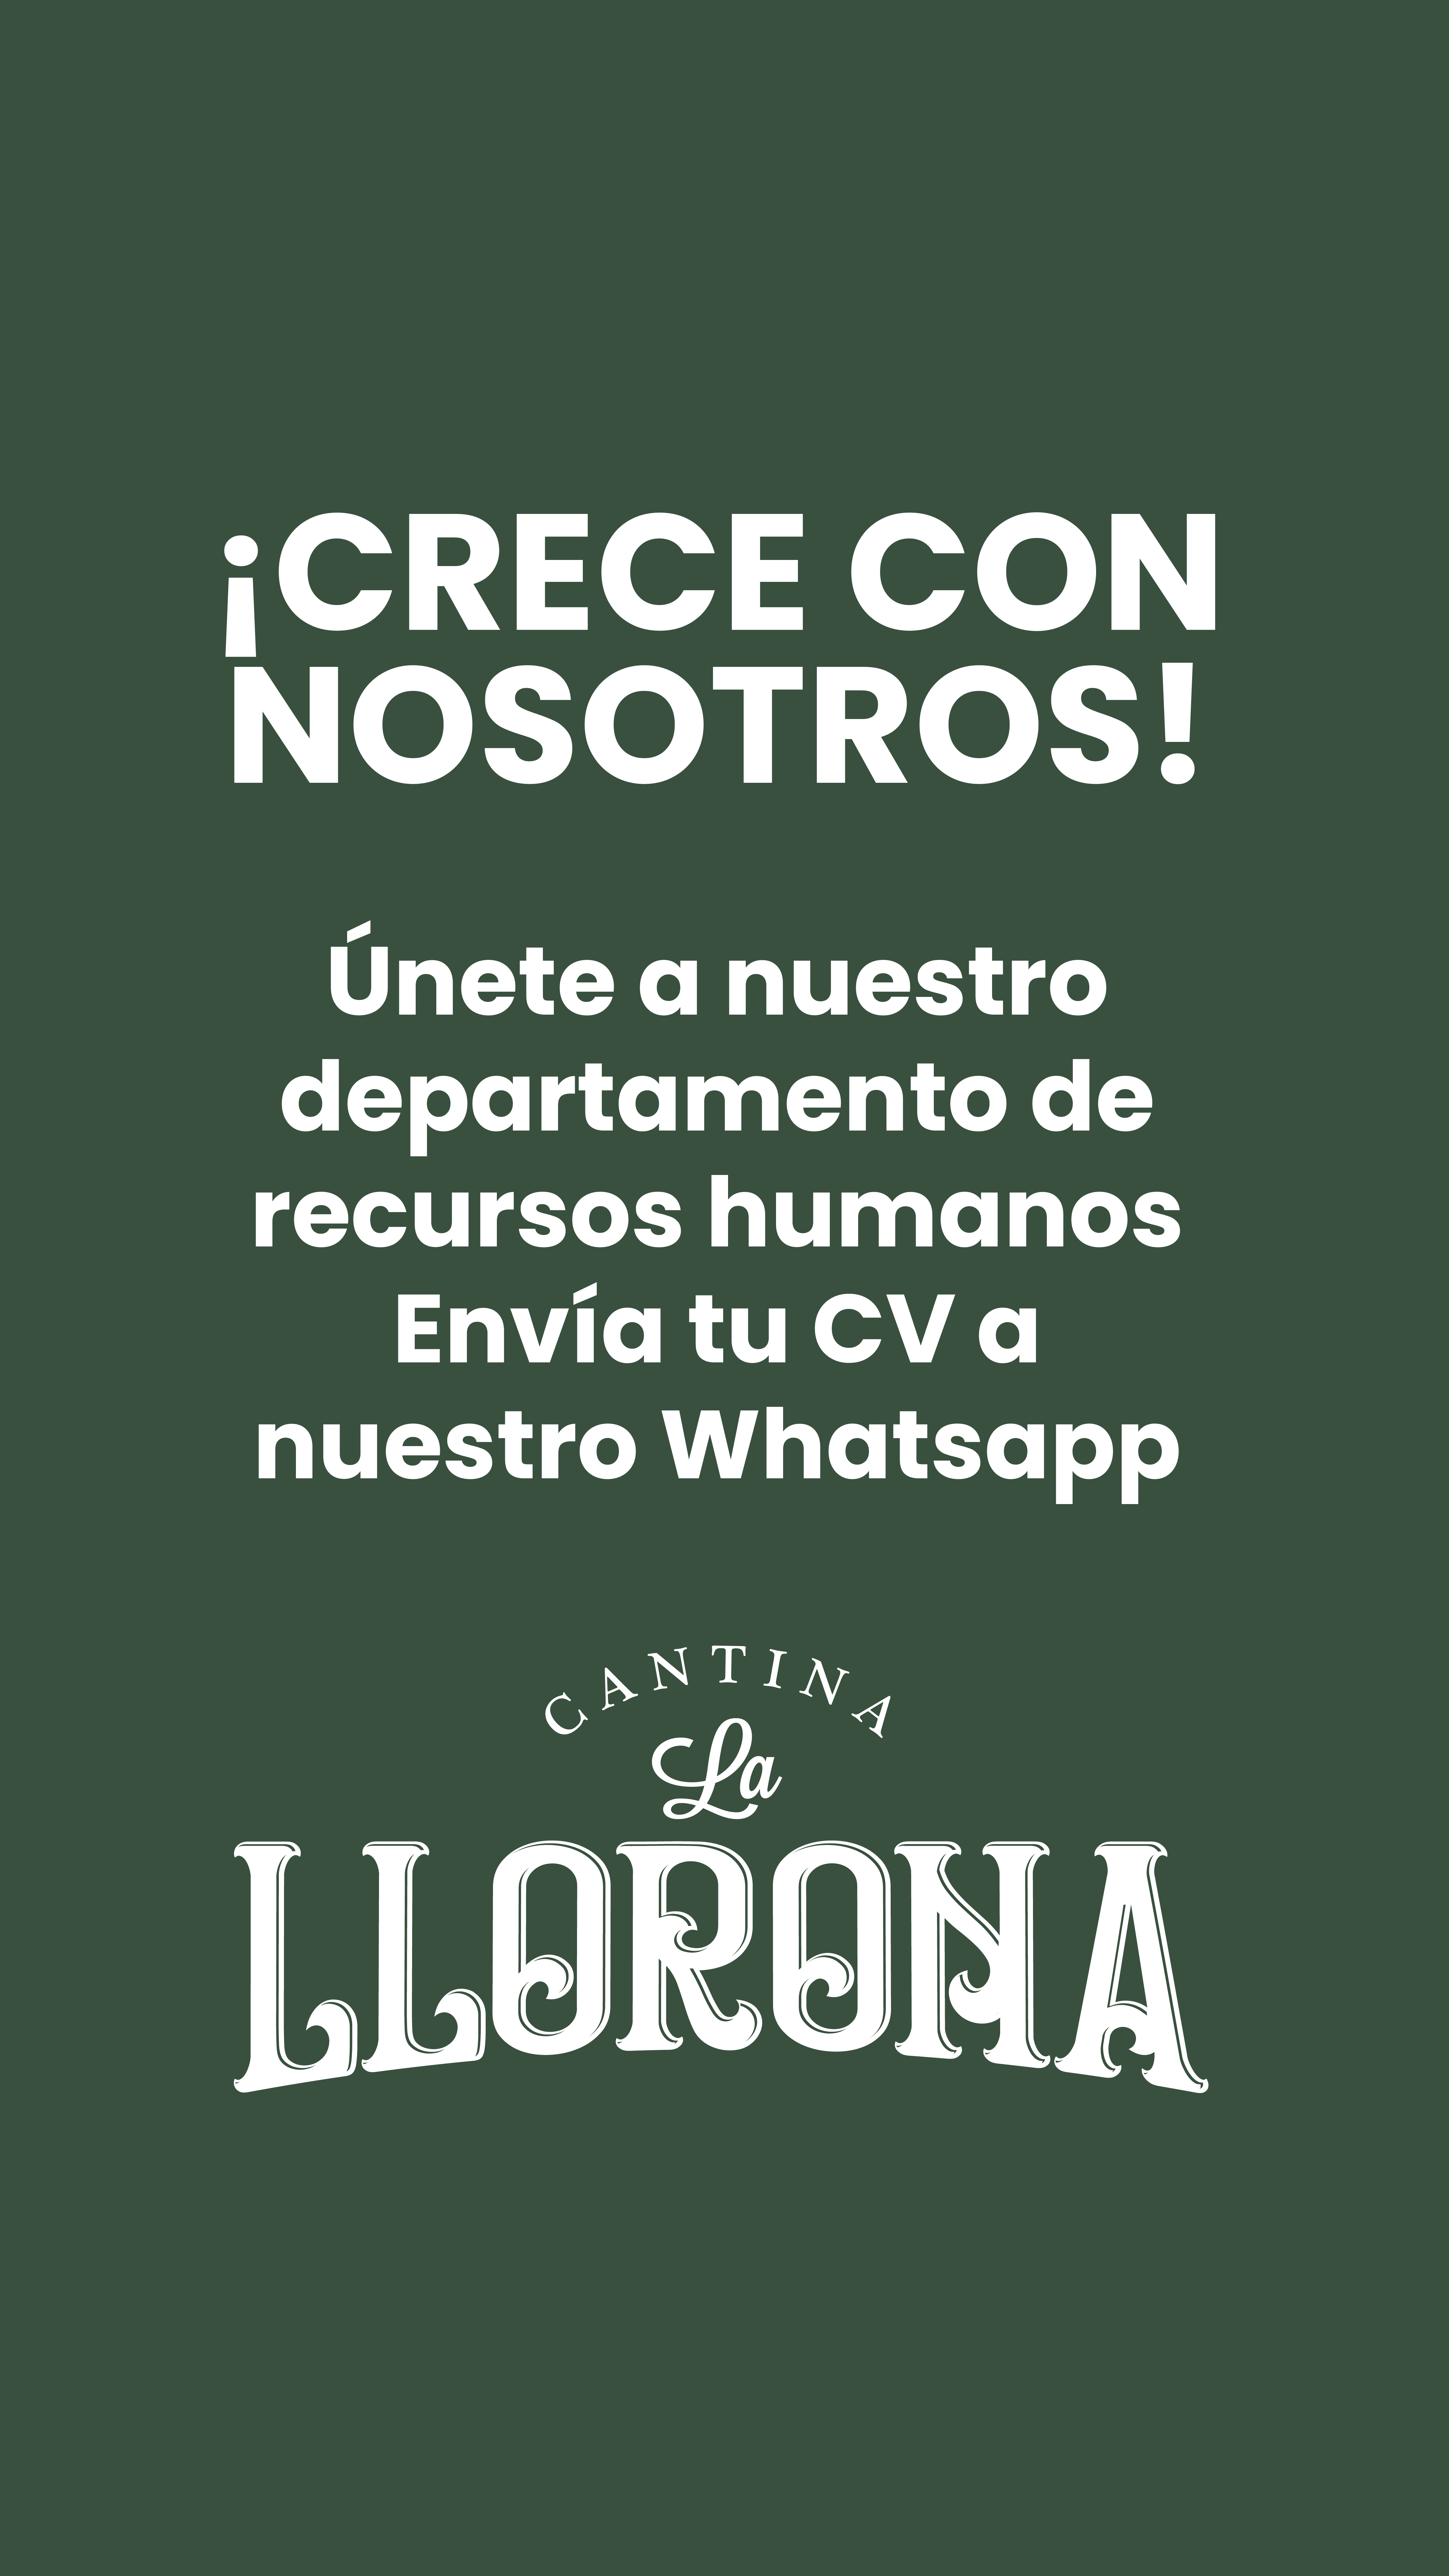 ¡CRECE CON
NOSOTROS!
Únete a nuestro
departamento de
recursos humanos
Envía tu CV a
nuestro Whatsapp
CANTINA
La
LLORONA